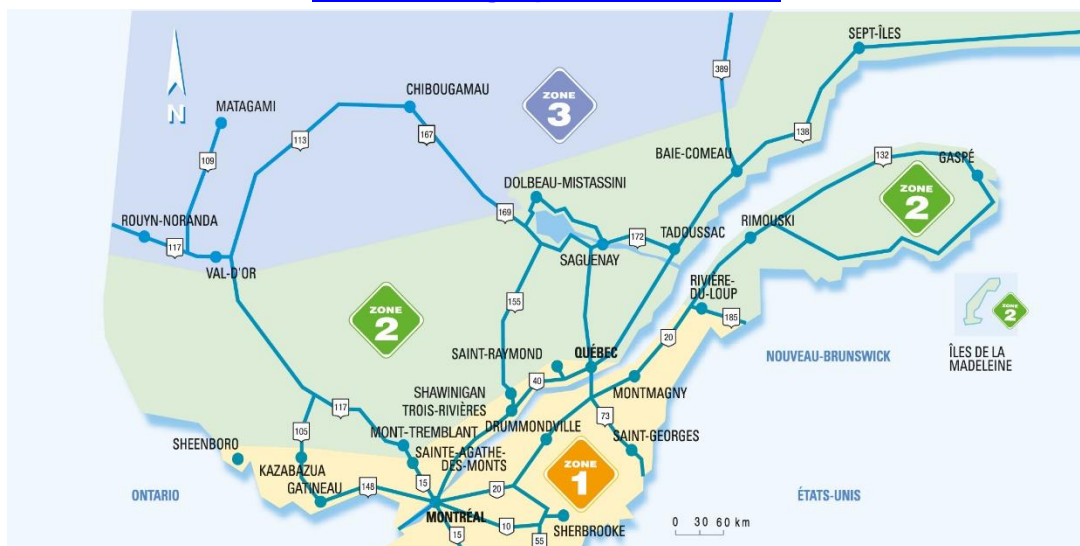 SEPT-ÎLES
389
ZONE
3
CHIBOUGAMAU
MATAGAMI
N
113
167
138
132
109
BAIE-COMEAU
GASPÉ
DOLBEAU-MISTASSINI
ZONE
2
ROUYN-NORANDA
117
169
172
TADOUSSAC
RIMOUSKI
VAL-D'OR
SAGUENAY
RIVIÈRE-
DU-LOUP
185
ZONE
2
155
ZONE
2
20
SAINT-RAYMOND
QUÉBEC
NOUVEAU-BRUNSWICK
ÎLES DE LA
MADELEINE
40
SHAWINIGAN
MONTMAGNY
TROIS-RIVIÈRES
117
73
105
DRUMMONDVILLE
MONT-TREMBLANT
SAINT-GEORGES
SHEENBORO
SAINTE-AGATHE-
DES-MONTS
KAZABAZUA
ZONE
1
GATINEAU
148
15
20
ONTARIO
ÉTATS-UNIS
MONTRÉAL
10
SHERBROOKE
0 30 60 km
15
55